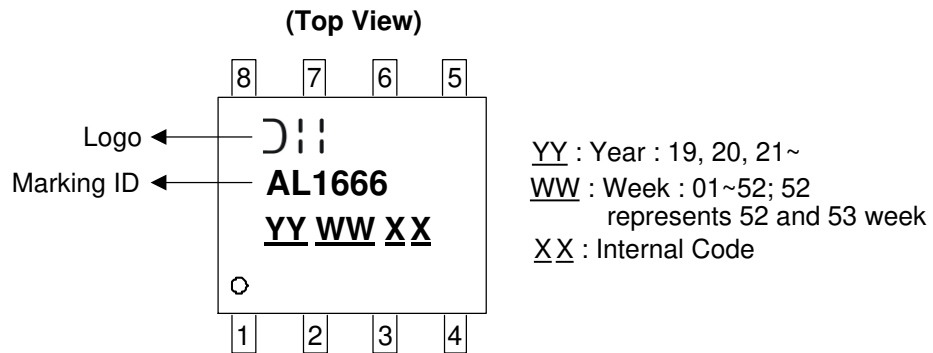 (Top View)
8 7 6 5
Logo
Marking ID
AL1666
YY WW X X
1 2 3 4
YY : Year : 19, 20, 21~
WW : Week : 01~52; 52
represents 52 and 53 week
X X : Internal Code